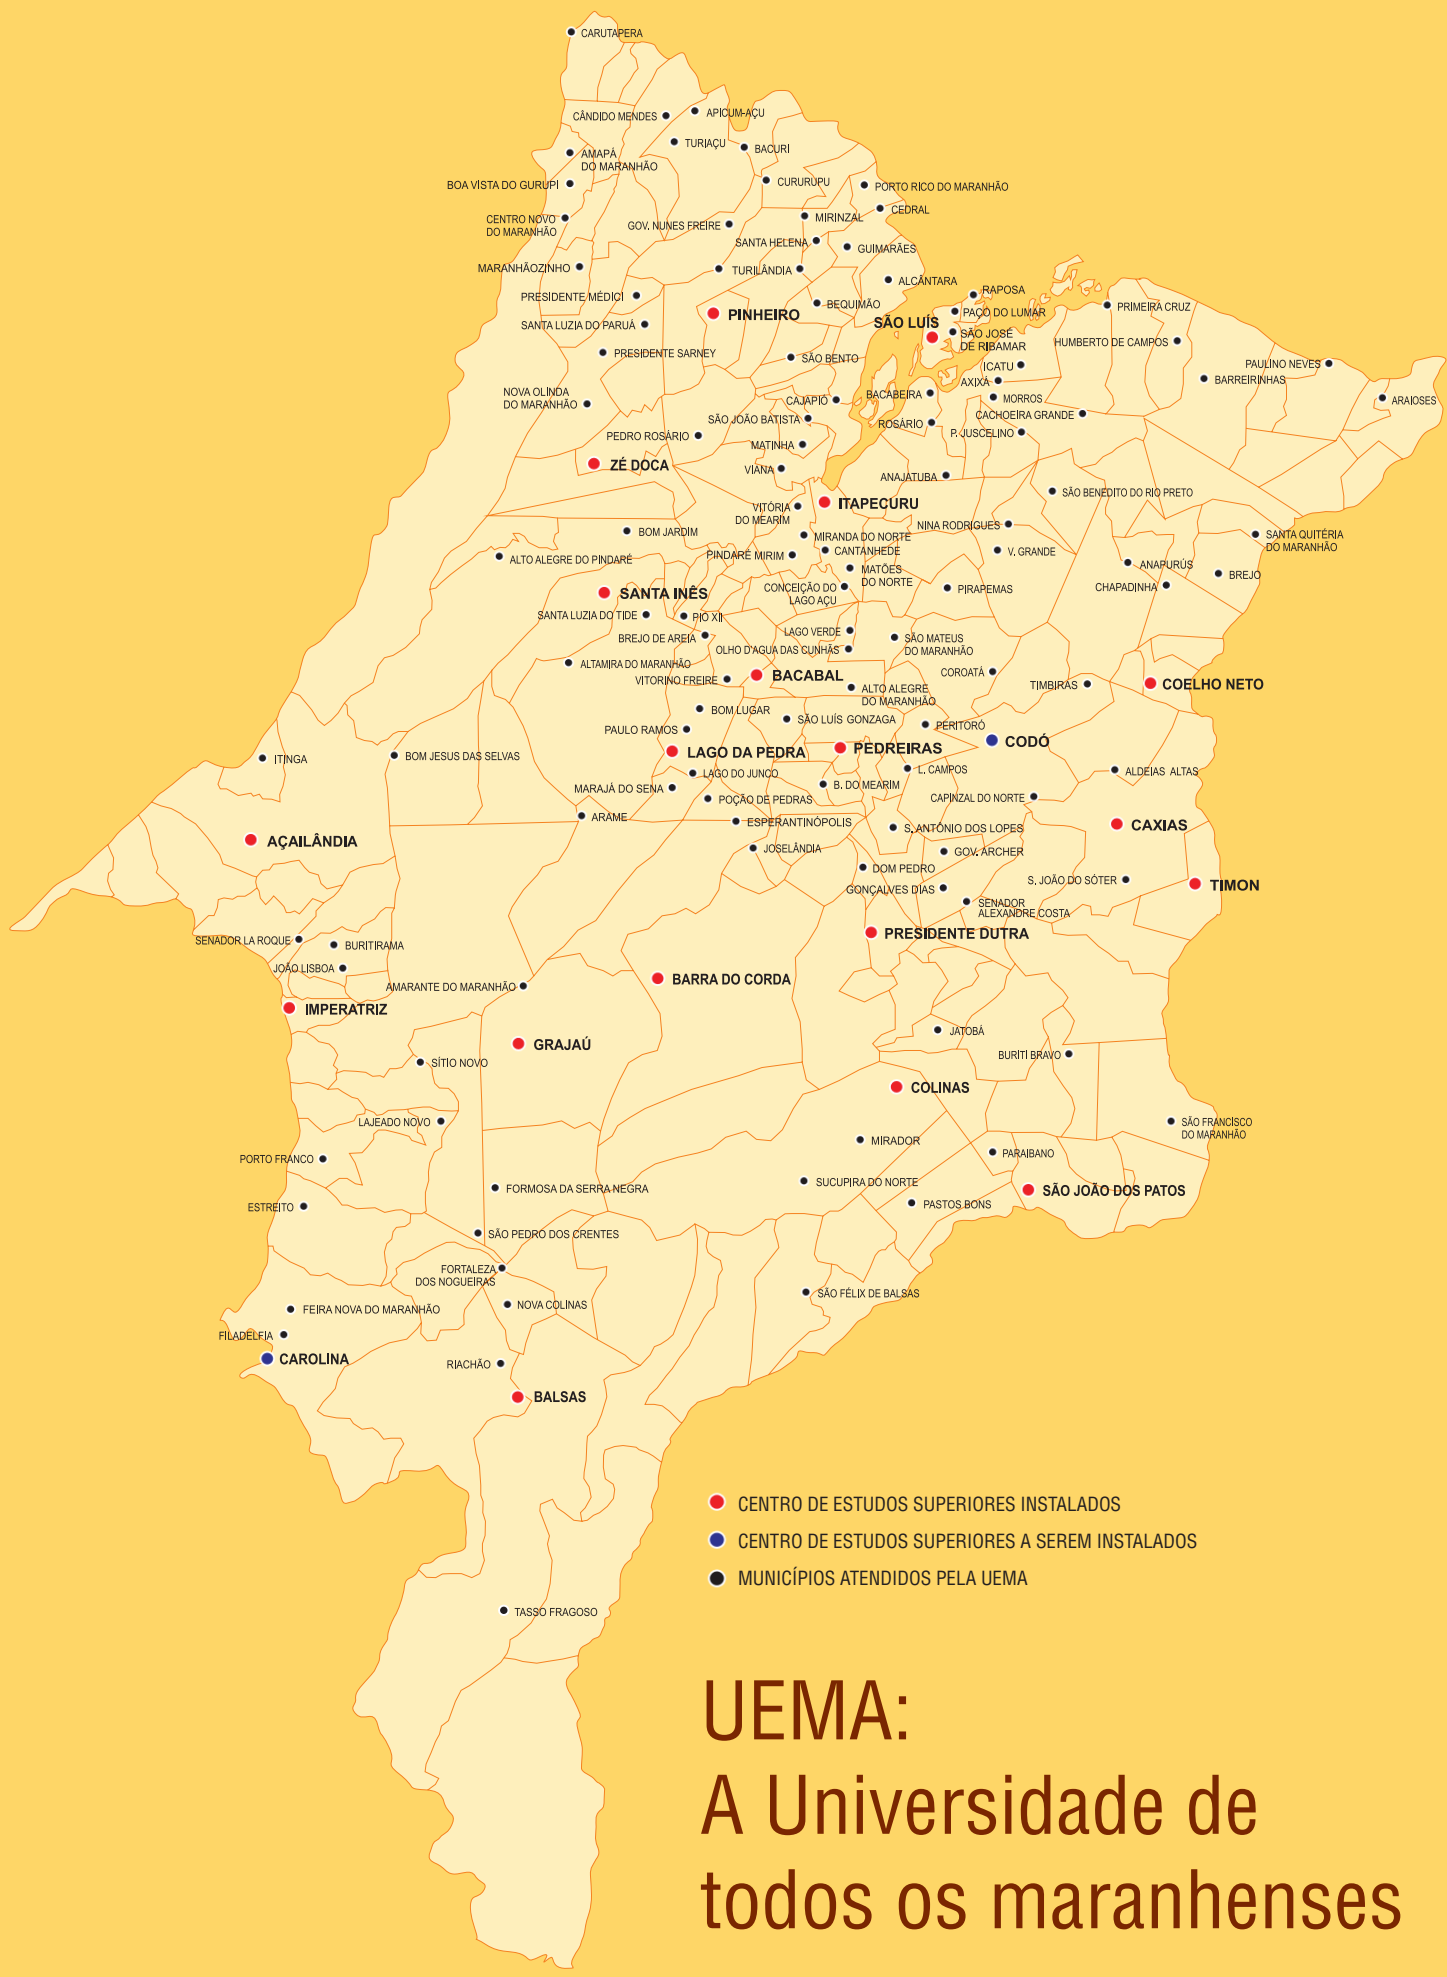 CARUTAPERA
CÂNDIDO MENDES
APICUM-AÇU
TURIAÇU
BACURI
AMAPÁ
DO MARANHÃO
BOA VISTA DO GURUPI
CURURUPU
PORTO RICO DO MARANHÃO
CEDRAL
CENTRO NOVO
DO MARANHÃO
GOV. NUNES FREIRE
MIRINZAL
SANTA HELENA
GUIMARÃES
MARANHÃOZINHO
TURILÂNDIA
ALCÂNTARA
PRESIDENTE MÉDICI
RAPOSA
BEQUIMÃO
PINHEIRO
PAÇO DO LUMAR
PRIMEIRA CRUZ
SÃO LUÍS
SANTA LUZIA DO PARUÁ
SÃO JOSÉ
DE RIBAMAR
HUMBERTO DE CAMPOS
PRESIDENTE SARNEY
SÃO BENTO
ICATU
PAULINO NEVES
AXIXÁ
BARREIRINHAS
NOVA OLINDA
DO MARANHÃO
CAJAPIÓ
BACABEIRA
MORROS
ARAIOSES
CACHOEIRA GRANDE
SÃO JOÃO BATISTA
ROSÁRIO
P. JUSCELINO
PEDRO ROSÁRIO
MATINHA
ZÉ DOCA
VIANA
ANAJATUBA
SÃO BENEDITO DO RIO PRETO
ITAPECURU
VITÓRIA
DO MEARIM
NINA RODRIGUES
BOM JARDIM
MIRANDA DO NORTE
SANTA QUITÉRIA
DO MARANHÃO
CANTANHEDE
V. GRANDE
ALTO ALEGRE DO PINDARÉ
PINDARÉ MIRIM
ANAPURÚS
MATÕES
DO NORTE
BREJO
CONCEIÇÃO DO
LAGO AÇU
PIRAPEMAS
CHAPADINHA
SANTA INÊS
SANTA LUZIA DO TIDE
PIO XII
BREJO DE AREIA
LAGO VERDE
SÃO MATEUS
DO MARANHÃO
OLHO D'AGUA DAS CUNHÃS
ALTAMIRA DO MARANHÃO
VITORINO FREIRE
BACABAL
COROATÁ
TIMBIRAS
COELHO NETO
ALTO ALEGRE
DO MARANHÃO
BOM LUGAR
SÃO LUÍS GONZAGA
PERITORÓ
PAULO RAMOS
CODÓ
LAGO DA PEDRA
PEDREIRAS
ITINGA
BOM JESUS DAS SELVAS
LAGO DO JUNCO
L. CAMPOS
ALDEIAS ALTAS
MARAJÁ DO SENA
B. DO MEARIM
POÇÃO DE PEDRAS
CAPINZAL DO NORTE
ARAME
ESPERANTINÓPOLIS
S. ANTÔNIO DOS LOPES
CAXIAS
AÇAILÂNDIA
JOSELÂNDIA
GOV. ARCHER
DOM PEDRO
S. JOÃO DO SÓTER
TIMON
GONÇALVES DIAS
SENADOR
ALEXANDRE COSTA
PRESIDENTE DUTRA
SENADOR LA ROQUE
BURITIRAMA
JOÃO LISBOA
BARRA DO CORDA
AMARANTE DO MARANHÃO
IMPERATRIZ
GRAJAÚ
JATOBÁ
BURITI BRAVO
SÍTIO NOVO
COLINAS
LAJEADO NOVO
SÃO FRANCISCO
DO MARANHÃO
MIRADOR
PARAIBANO
PORTO FRANCO
SUCUPIRA DO NORTE
FORMOSA DA SERRA NEGRA
SÃO JOÃO DOS PATOS
ESTREITO
PASTOS BONS
SÃO PEDRO DOS CRENTES
FORTALEZA
DOS NOGUEIRAS
SÃO FÉLIX DE BALSAS
NOVA COLINAS
FEIRA NOVA DO MARANHÃO
FILADELFIA
CAROLINA
RIACHÃO
BALSAS
CENTRO DE ESTUDOS SUPERIORES INSTALADOS
CENTRO DE ESTUDOS SUPERIORES A SEREM INSTALADOS
MUNICÍPIOS ATENDIDOS PELA UEMA
TASSO FRAGOSO
UEMA:
A Universidade de
todos os maranhenses